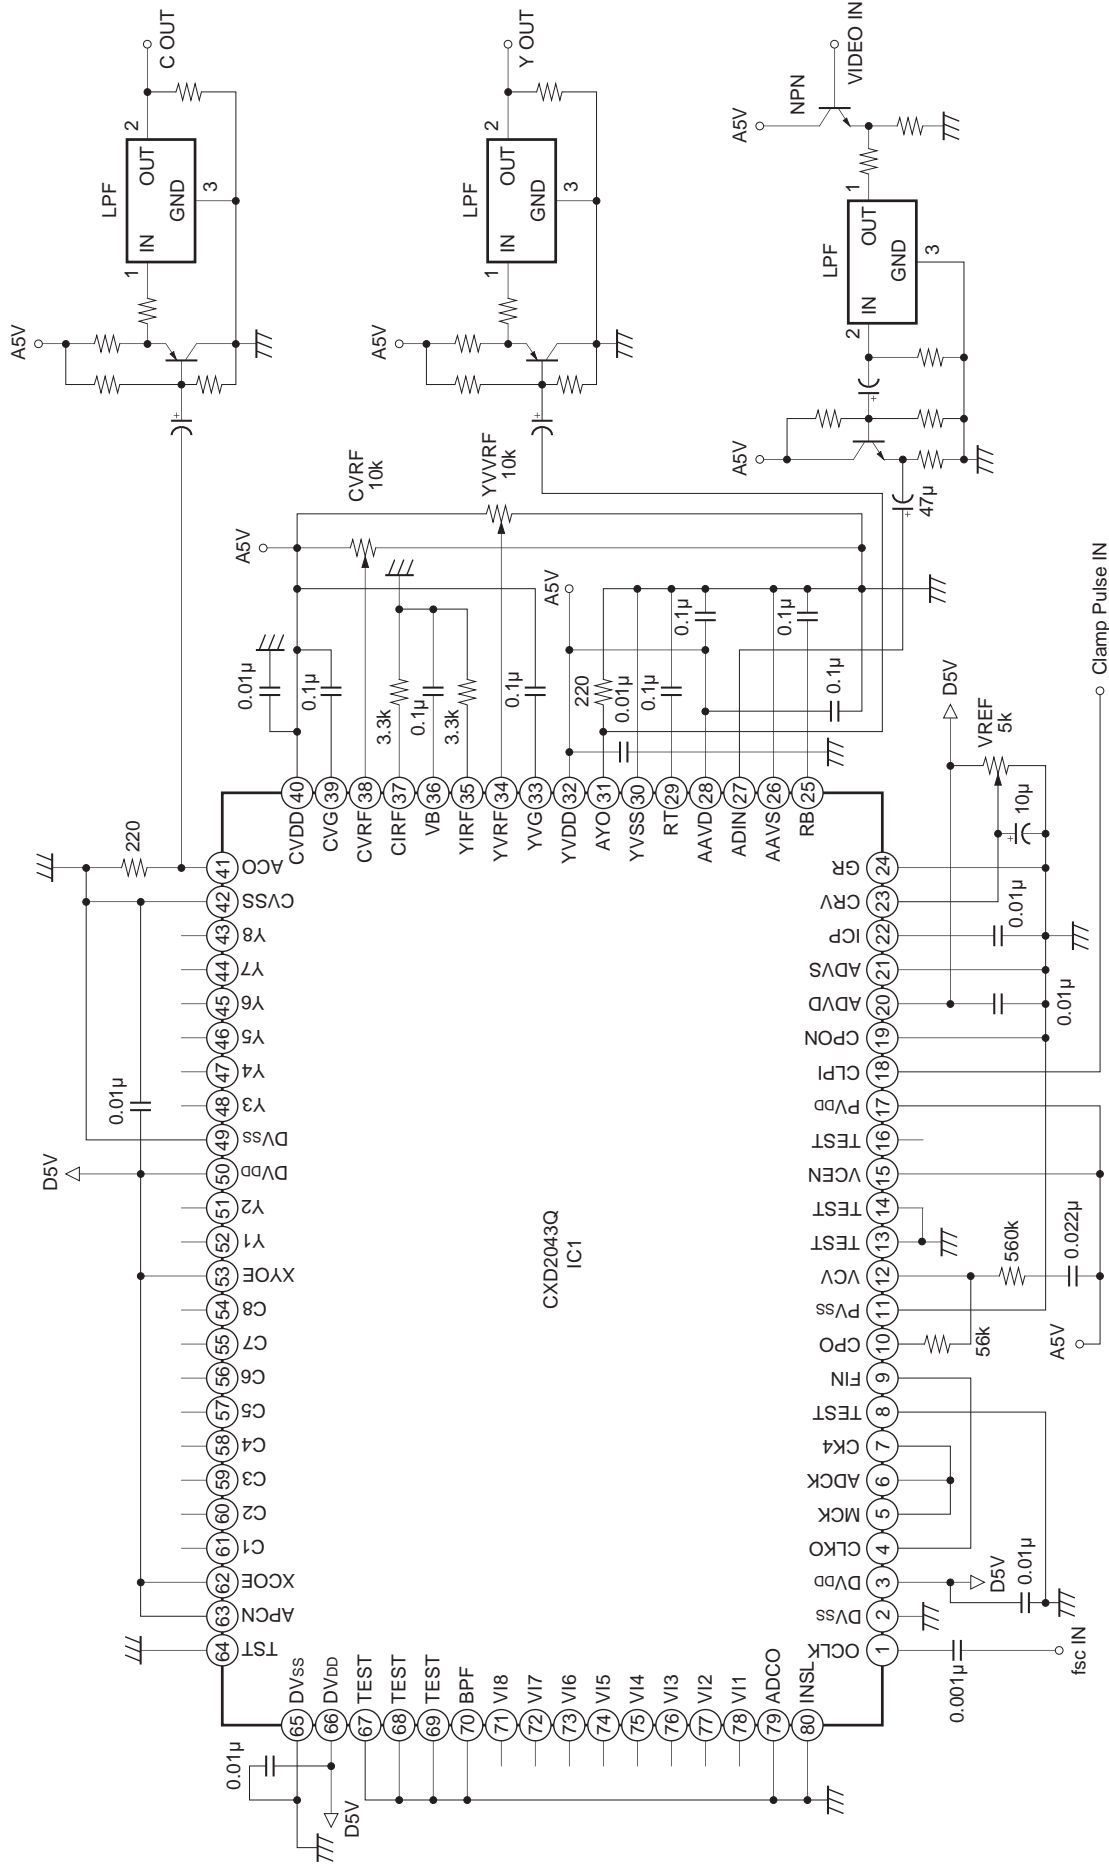 C OUT
2
OUT
LPF
IN
GND
3
1
A5V
Y OUT
2
OUT
LPF
IN
GND
3
1
A5V
VIDEO IN
NPN
A5V
1
OUT
LPF
IN
GND
3
2
A5V
47µ
+
+
+
+
CVRF
10k
YVVRF
10k
A5V
A5V
0.01µ
0.1µ
3.3k
0.1µ
3.3k
0.1µ
220
0.01µ
0.1µ
0.1µ
0.1µ
0.1µ
40 CVDD
39 CVG
38 CVRF
37 CIRF
36 VB
35 YIRF
34 YVRF
33 YVG
32 YVDD
31 AYO
30 YVSS
29 RT
28 AAVD
27 ADIN
26 AAVS
25 RB
220
41 ACO
42 CVSS
43 Y8
44 Y7
45 Y6
46 Y5
47 Y4
48 Y3
49 DVSS
50 DVDD
51 Y2
52 Y1
53 XYOE
54 C8
55 C7
56 C6
57 C5
58 C4
59 C3
60 C2
61 C1
62 XCOE
63 APCN
64 TST
0.01µ
D5V
CXD2043Q
IC1
24 GR
23 CRV
22 ICP
21 ADVS
20 ADVD
19 CPON
18 CLPI
17 PVDD
16 TEST
15 VCEN
14 TEST
13 TEST
12 VCV
11 PVSS
10 CPO
9 FIN
8 TEST
7 CK4
6 ADCK
5 MCK
4 CLKO
3 DVDD
2 DVSS
1 OCLK
D5V
VREF
5k
10µ
+
0.01µ
0.01µ
Clamp Pulse IN
560k
0.022µ
56k
A5V
D5V
0.01µ
0.001µ
fsc IN
65 DVSS
66 DVDD
67 TEST
68 TEST
69 TEST
70 BPF
71 VI8
72 VI7
73 VI6
74 VI5
75 VI4
76 VI3
77 VI2
78 VI1
79 ADCO
80 INSL
0.01µ
D5V